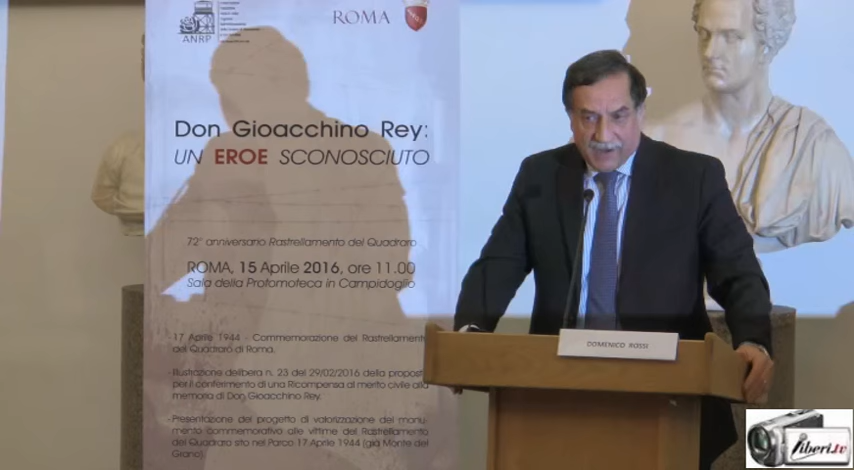 ANRP
ROMA
Don Gioacchino Rey:
UN EROE SCONOSCIUTO
72° anniversario Rastrellamento del Quadraro
ROMA, 15 Aprile 2016, ore 11.00
Sala della Protomoteca in Campidoglio
17 Aprile 1944 - Commemorazione del Rastrellament
del Quadraro di Roma.
Illustrazione delibera n. 23 del 29/02/2016 della propost
per il conferimento di una Ricompensa al merito civile alla
memoria di Don Gioacchino Rey.
Presentazione del progetto di valorizzazione del monu-
mento commemorativo alle vittime del Rastrellamento
del Quadraro sito nel Parco 17 Aprile 1944 (già Monte del
Grano).
DOMENICO ROSSI
liberi.tv